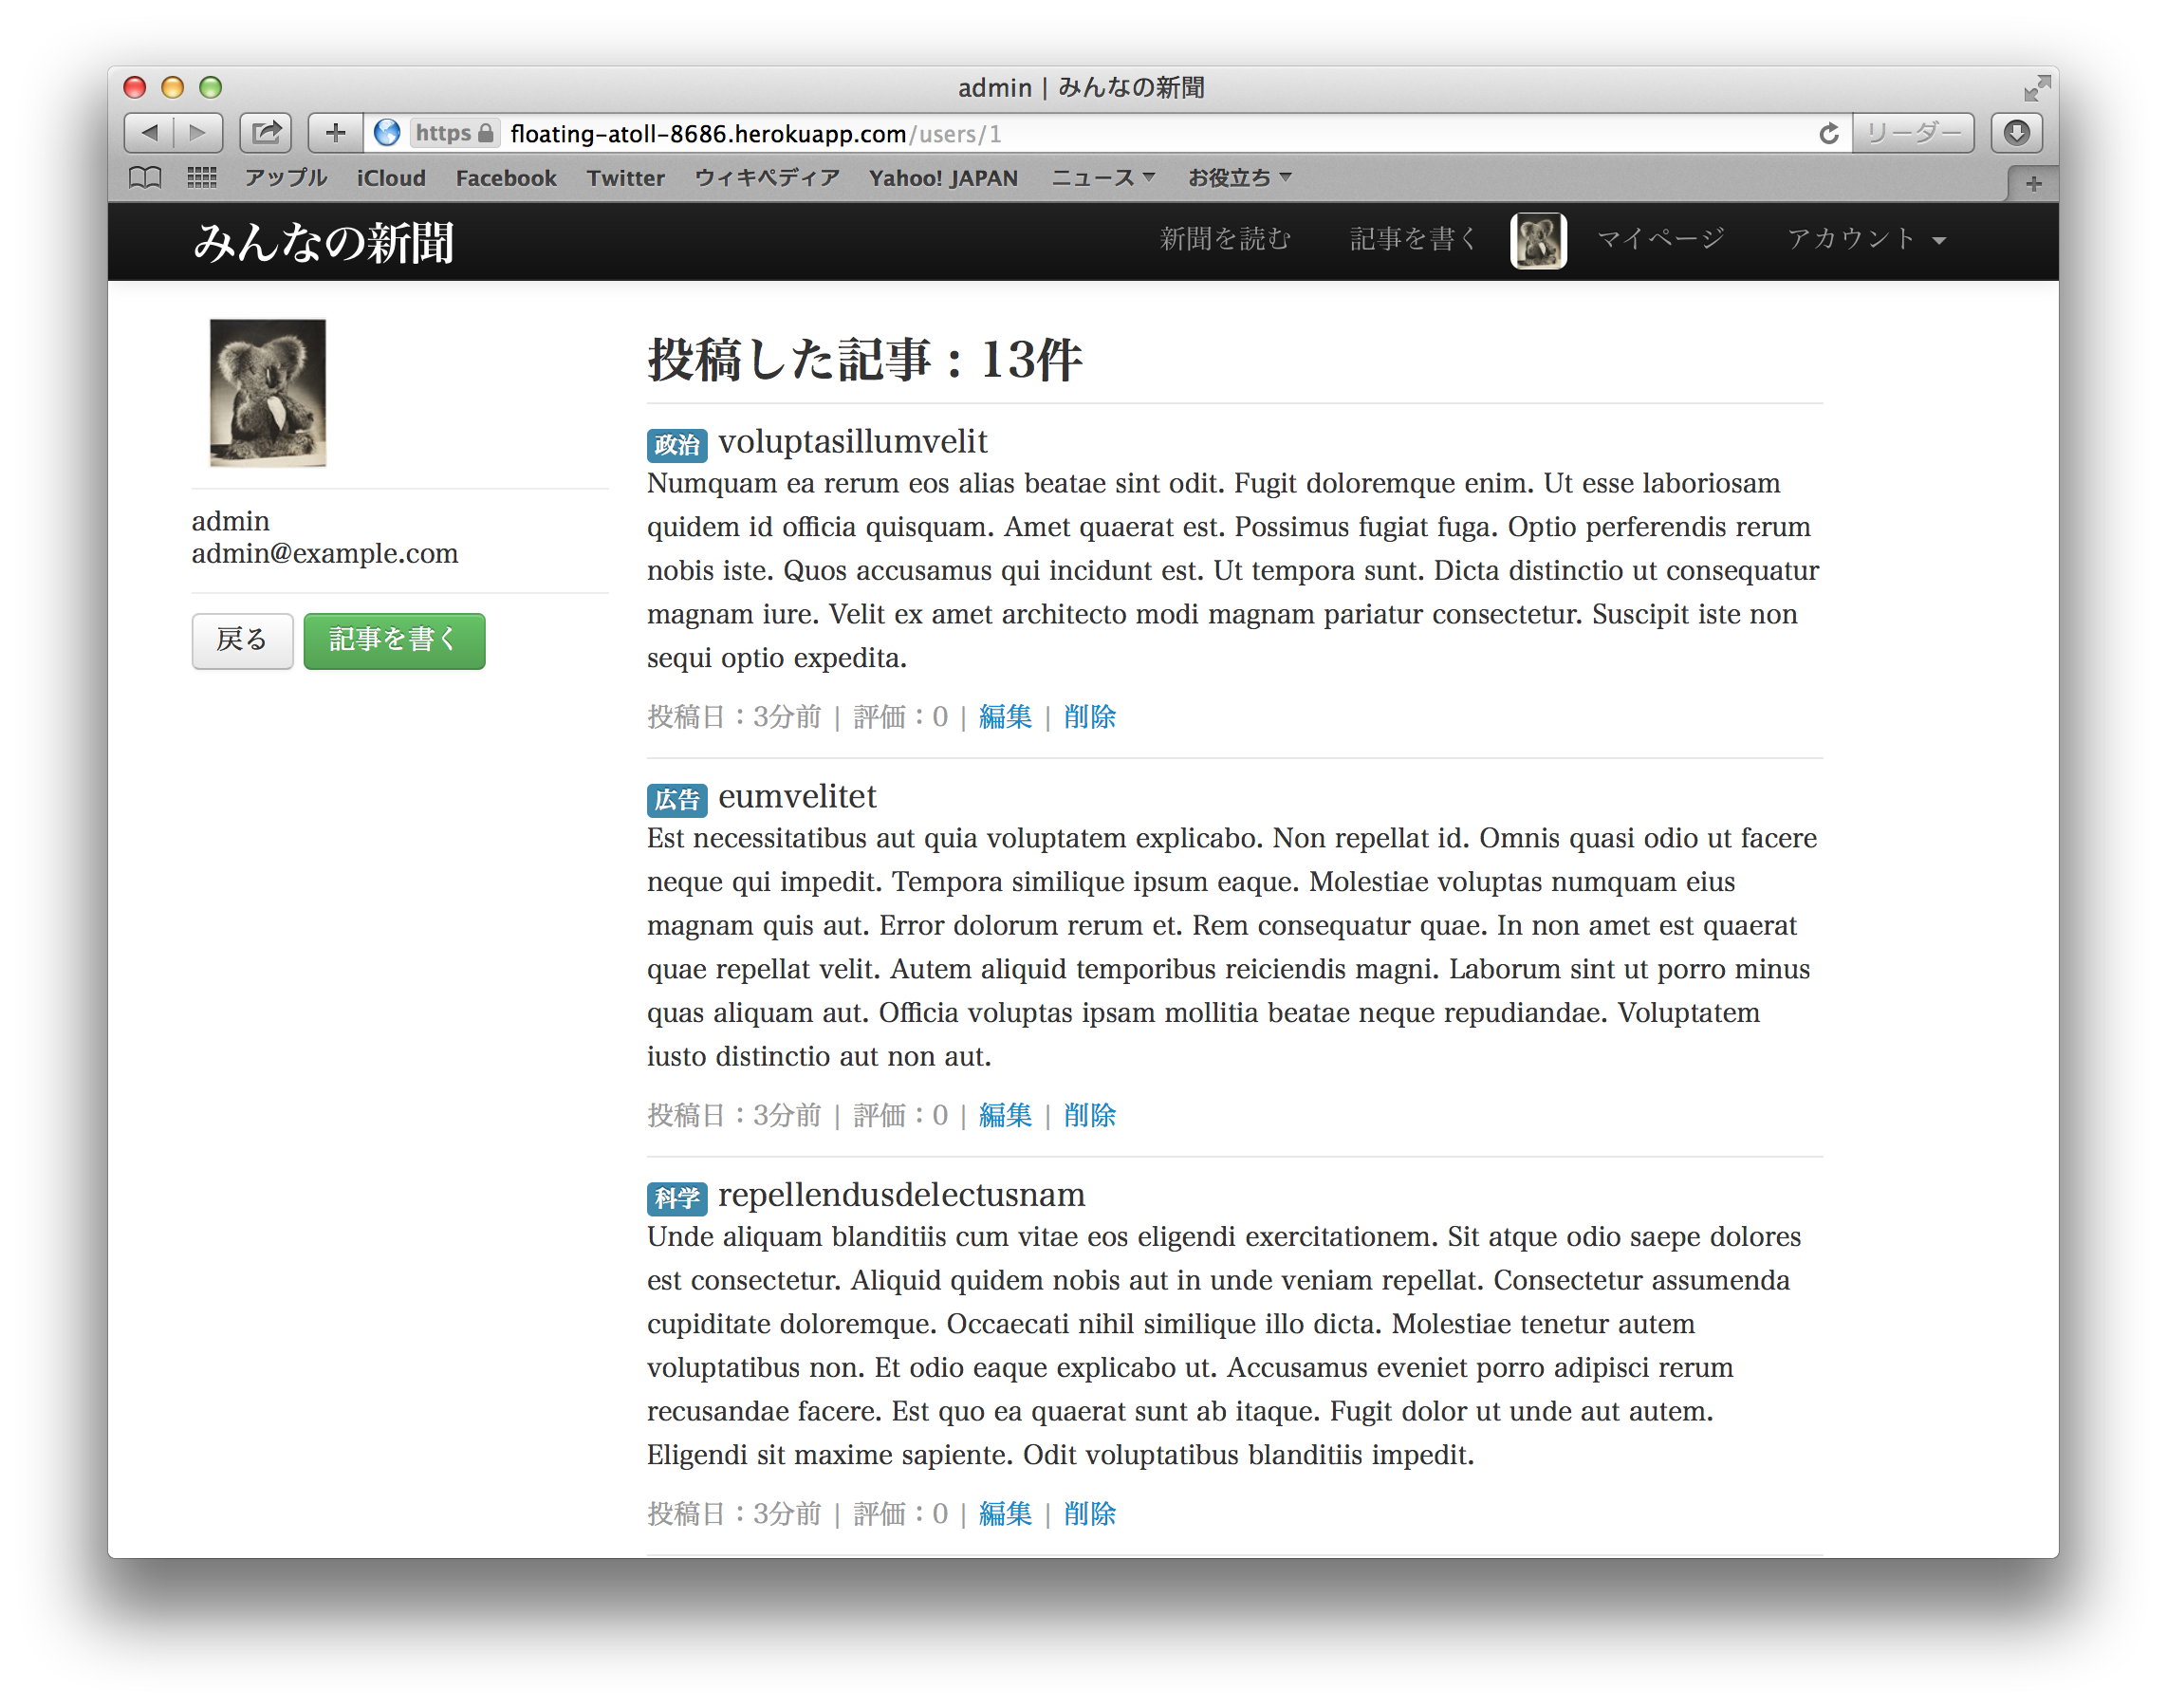 admin | みんなの新聞
https floating-atoll-8686.herokuapp.com/users/1 リーダー
アップル iCloud Facebook Twitter ウィキペディア Yahoo! JAPAN ニュース お役立ち
みんなの新聞 新聞を読む 記事を書く マイページ アカウント
admin
admin@example.com
戻る 記事を書く
投稿した記事：13件
政治 voluptasillumvelit
Numquam ea rerum eos alias beatae sint odit. Fugit doloremque enim. Ut esse laboriosam
quidem id officia quisquam. Amet quaerat est. Possimus fugiat fuga. Optio perferendis rerum
nobis iste. Quos accusamus qui incidunt est. Ut tempora sunt. Dicta distinctio ut consequatur
magnam iure. Velit ex amet architecto modi magnam pariatur consectetur. Suscipit iste non
sequi optio expedita.
投稿日：3分前 | 評価：0 | 編集 | 削除
広告 eumvelitet
Est necessitatibus aut quia voluptatem explicabo. Non repellat id. Omnis quasi odio ut facere
neque qui impedit. Tempora similique ipsum eaque. Molestiae voluptas numquam eius
magnam quis aut. Error dolorum rerum et. Rem consequatur quae. In non amet est quaerat
quae repellat velit. Autem aliquid temporibus reiciendis magni. Laborum sint ut porro minus
quas aliquam aut. Officia voluptas ipsam mollitia beatae neque repudiandae. Voluptatem
iusto distinctio aut non aut.
投稿日：3分前 | 評価：0 | 編集 | 削除
科学 repellendusdelectusnam
Unde aliquam blanditiis cum vitae eos eligendi exercitationem. Sit atque odio saepe dolores
est consectetur. Aliquid quidem nobis aut in unde veniam repellat. Consectetur assumenda
cupiditate doloremque. Occaecati nihil similique illo dicta. Molestiae tenetur autem
voluptatibus non. Et odio eaque explicabo ut. Accusamus eveniet porro adipisci rerum
recusandae facere. Est quo ea quaerat sunt ab itaque. Fugit dolor ut unde aut autem.
Eligendi sit maxime sapiente. Odit voluptatibus blanditiis impedit.
投稿日：3分前 | 評価：0 | 編集 | 削除